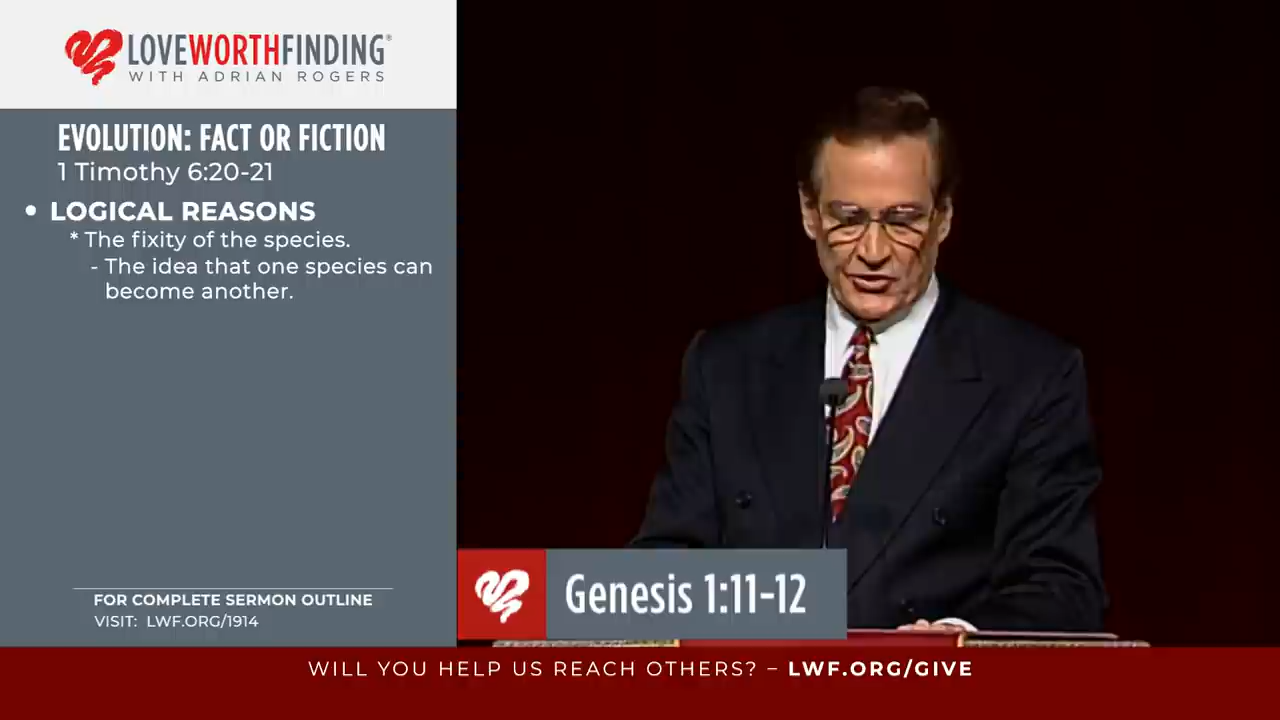 LOVEWORTHFINDING®
WITH ADRIAN ROGERS
EVOLUTION: FACT OR FICTION
1 Timothy 6:20-21
• LOGICAL REASONS
* The fixity of the species.
- The idea that one species can
become another.
FOR COMPLETE SERMON OUTLINE
VISIT: LWF.ORG/1914
Genesis 1:11-12
WILL YOU HELP US REACH OTHERS? – LWF.ORG/GIVE